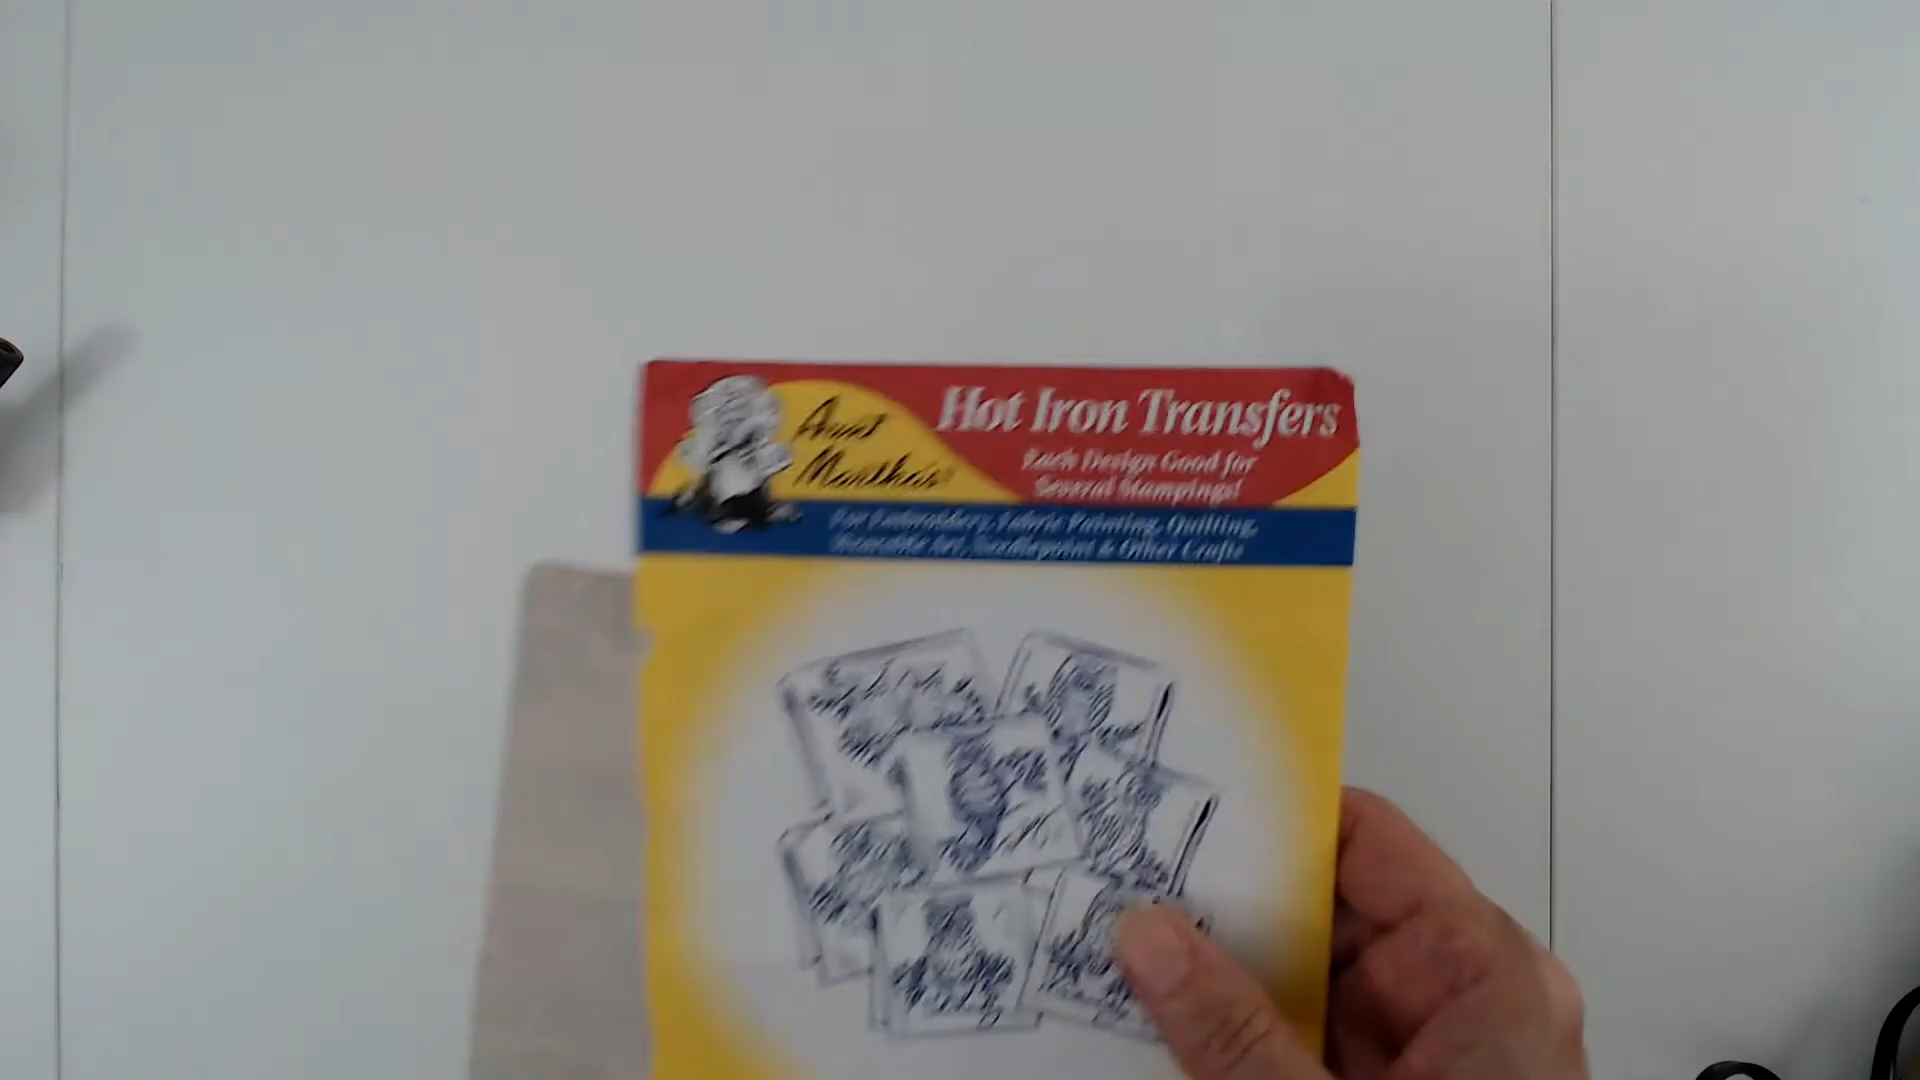 Aunt
Martha's®
Hot Iron Transfers
Each Design Good for
Several Stampings!
For Embroidery, Fabric Painting, Quilting,
Wearable Art, Needlepoint & Other Crafts